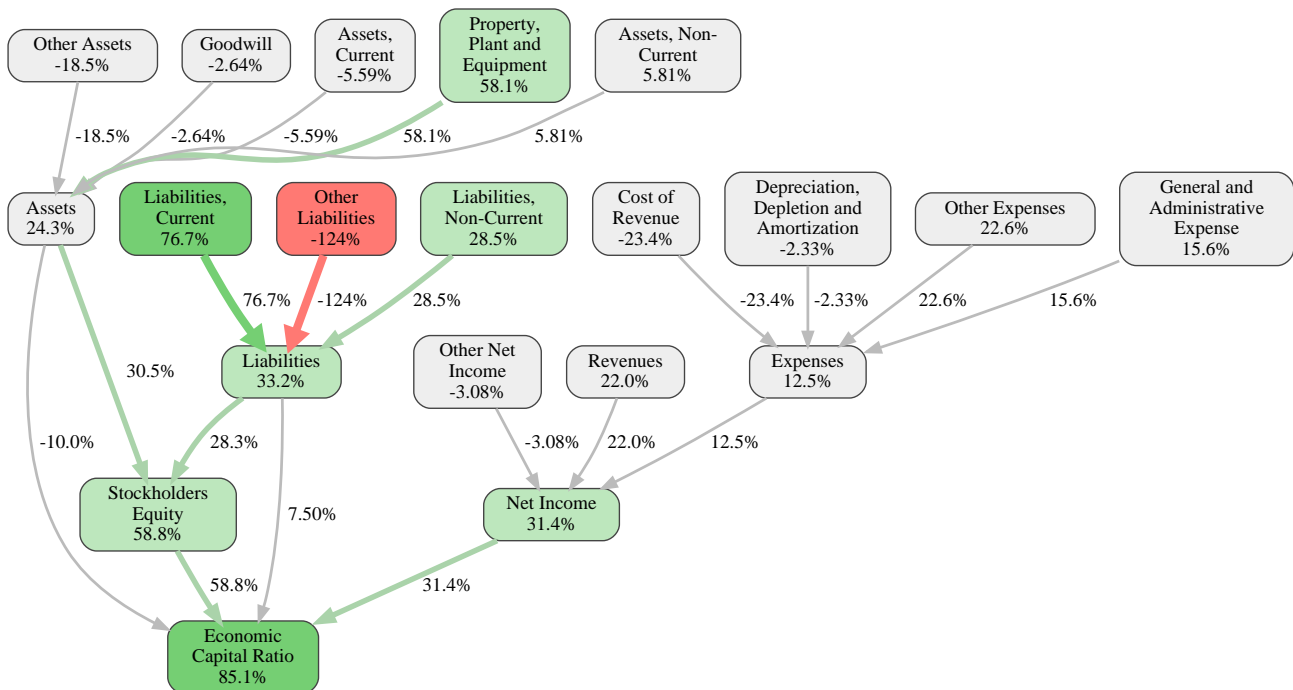 Other Assets
-18.5%
Goodwill
-2.64%
Assets,
Current
-5.59%
Property,
Plant and
Equipment
58.1%
Assets, Non-
Current
5.81%
-18.5%
-2.64%
-5.59%
58.1%
5.81%
Assets
24.3%
Liabilities,
Current
76.7%
Other
Liabilities
-124%
Liabilities,
Non-Current
28.5%
Cost of
Revenue
-23.4%
Depreciation,
Depletion and
Amortization
-2.33%
Other Expenses
22.6%
General and
Administrative
Expense
15.6%
76.7%
-124%
28.5%
-23.4%
-2.33%
22.6%
15.6%
30.5%
Liabilities
33.2%
Other Net
Income
-3.08%
Revenues
22.0%
Expenses
12.5%
-10.0%
28.3%
-3.08%
22.0%
12.5%
Stockholders
Equity
58.8%
7.50%
Net Income
31.4%
58.8%
31.4%
Economic
Capital Ratio
85.1%